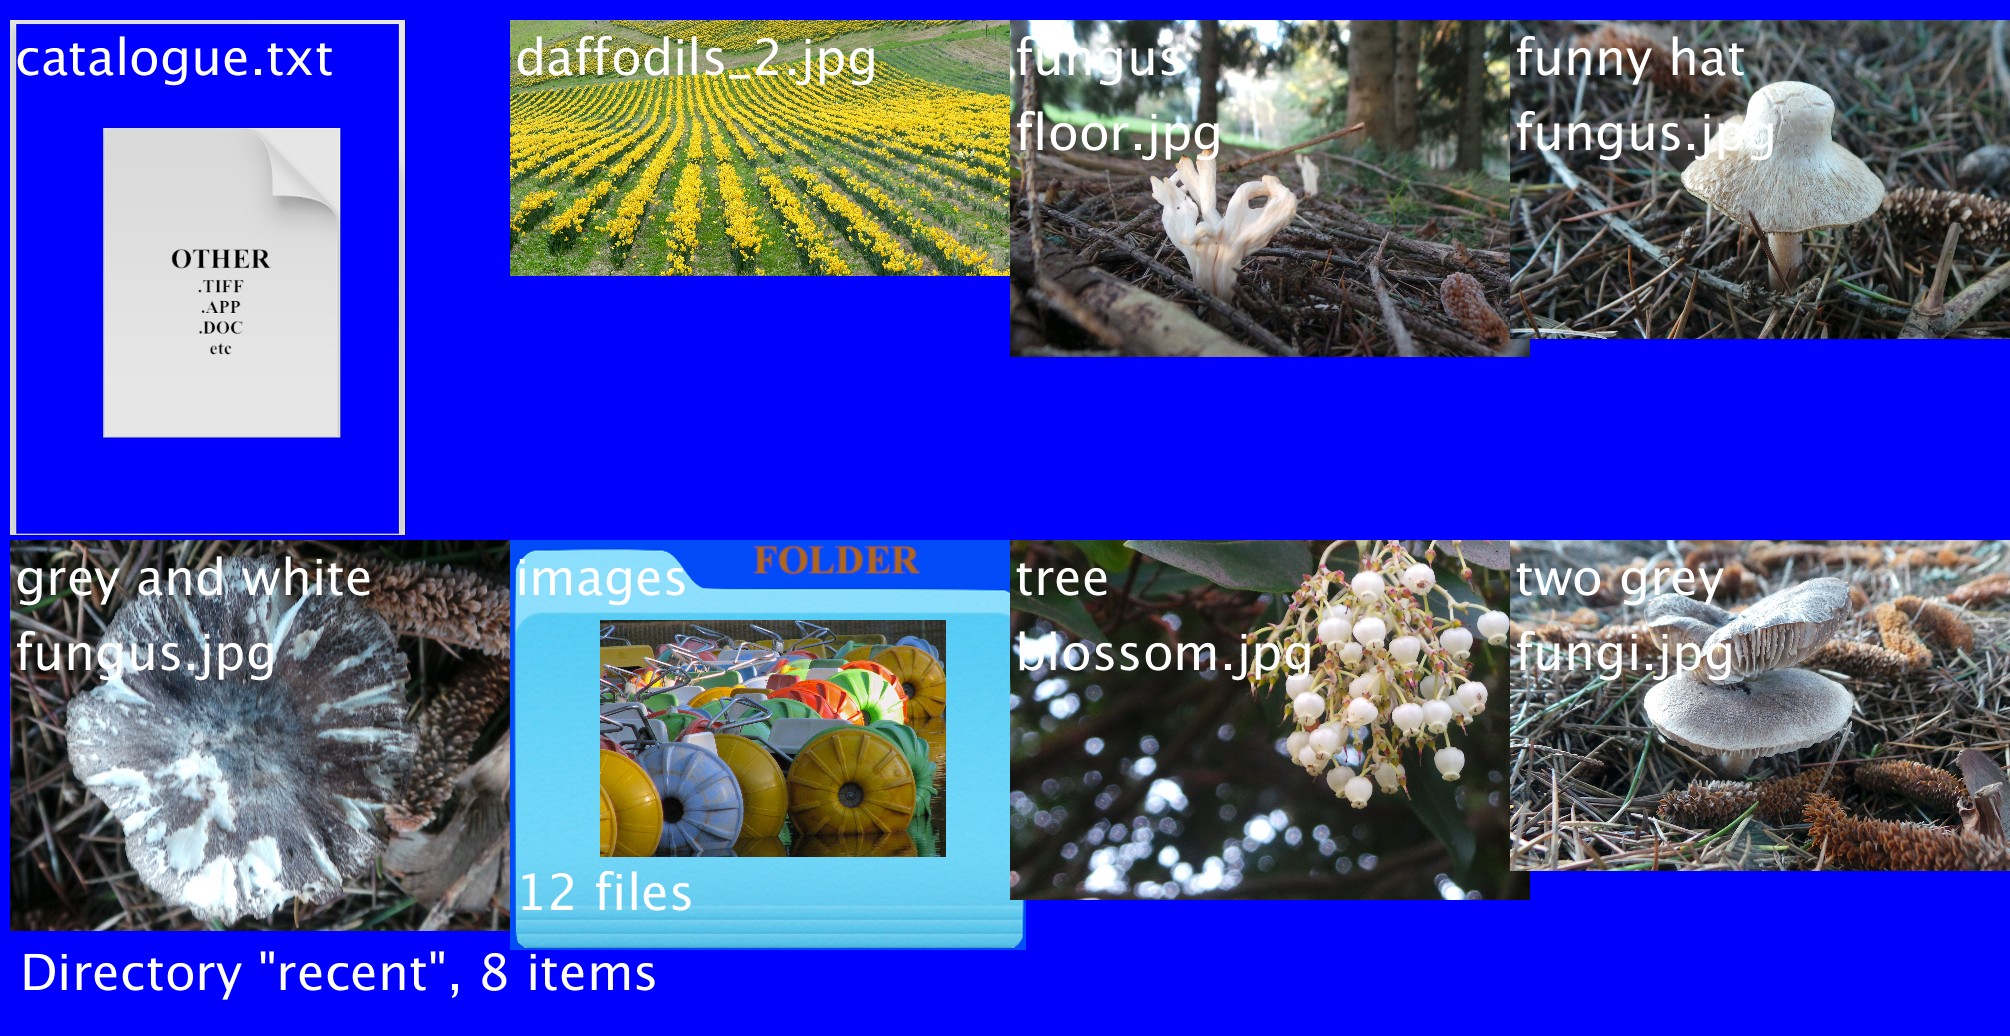 catalogue.txt
OTHER
.TIFF
.APP
.DOC
etc
daffodils_2.jpg
fungus
floor.jpg
funny hat
fungus.jpg
grey and white
fungus.jpg
FOLDER
images
12 files
tree
blossom.jpg
two grey
fungi.jpg
Directory "recent", 8 items